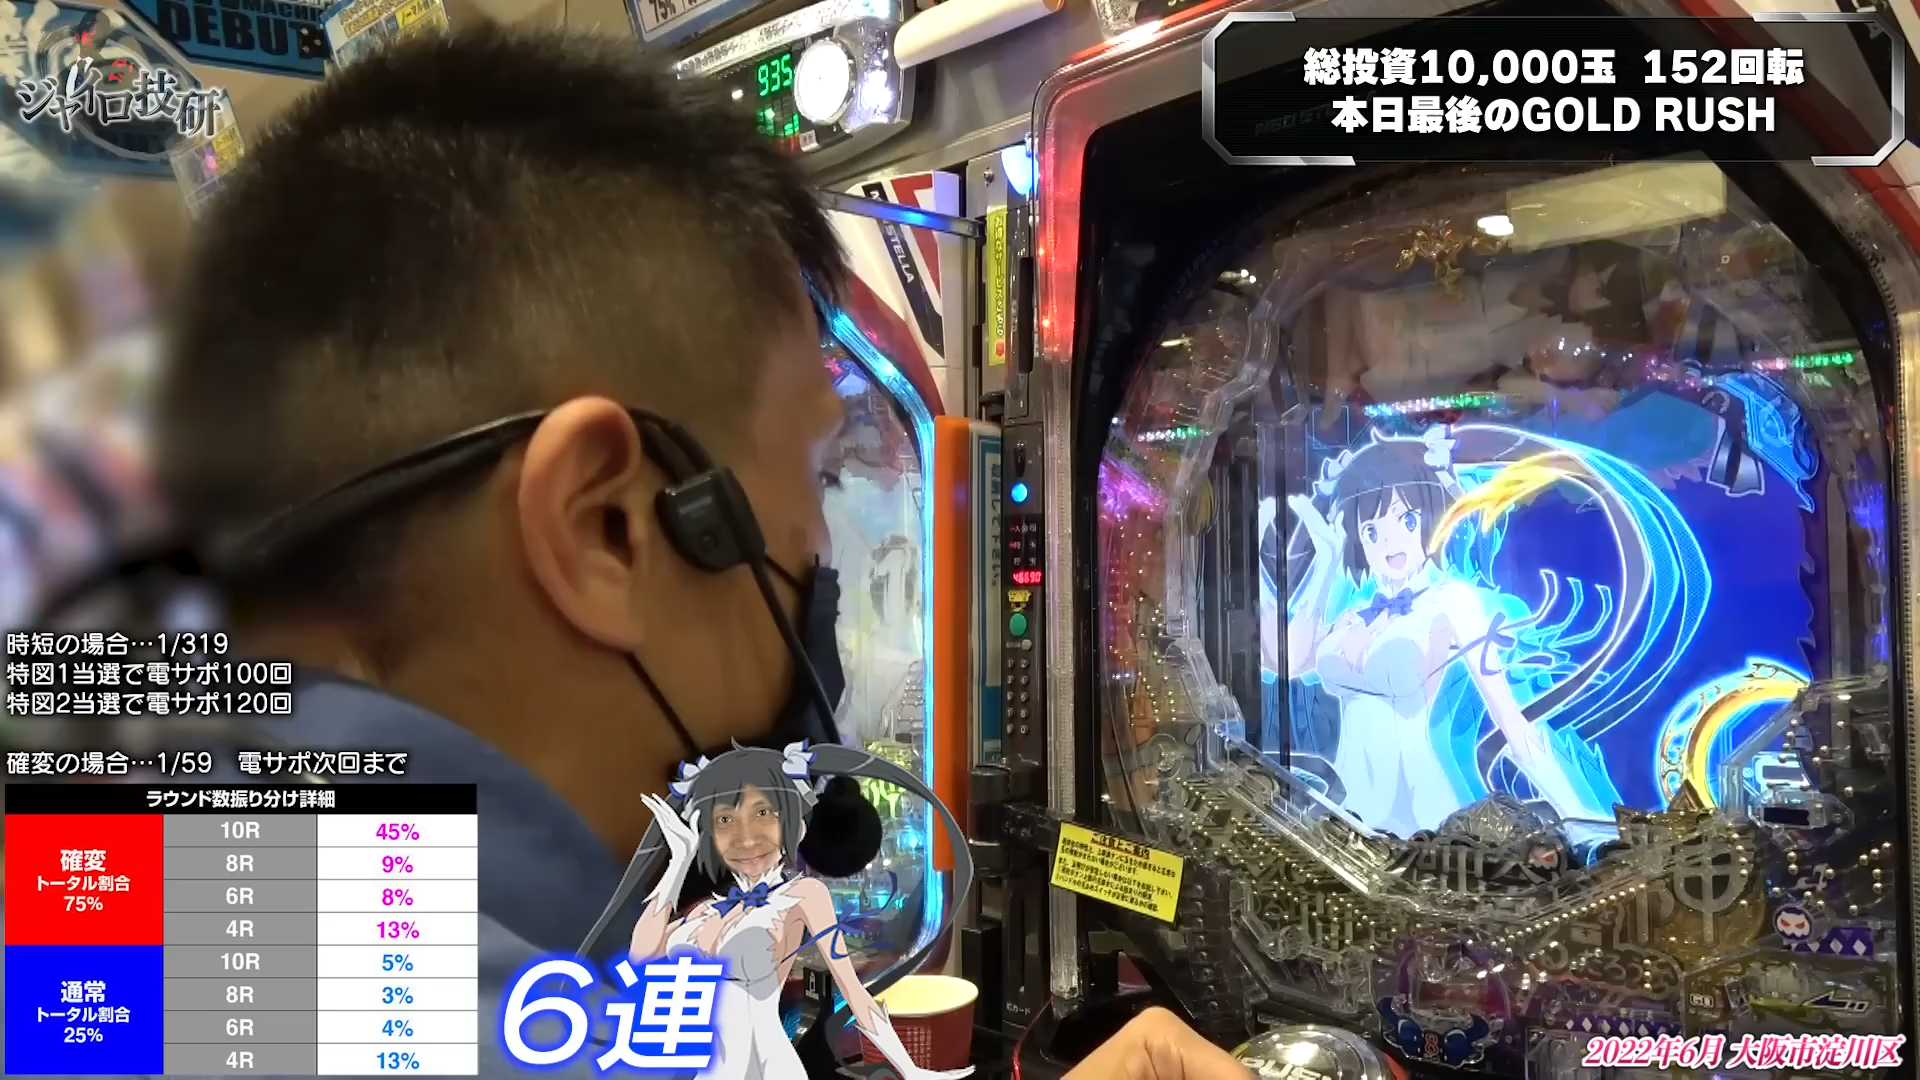 ジャイロ技研
DEBUT
935
総投資10,000玉 152回転
本日最後のGOLD RUSH
STELLA
時短の場合…1/319
特図1当選で電サポ100回
特図2当選で電サポ120回
確変の場合…1/59 電サポ次回まで
ラウンド数振り分け詳細
確変
トータル割合
75%
10R 45%
8R 9%
6R 8%
4R 13%
通常
トータル割合
25%
10R 5%
8R 3%
6R 4%
4R 13%
6連
2022年6月 大阪市淀川区